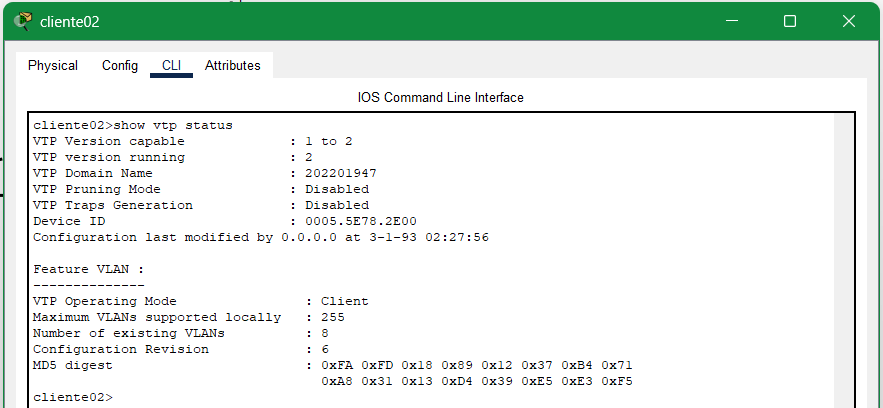 cliente02
Physical Config CLI Attributes
IOS Command Line Interface
cliente02>show vtp status
VTP Version capable : 1 to 2
VTP version running : 2
VTP Domain Name : 202201947
VTP Pruning Mode : Disabled
VTP Traps Generation : Disabled
Device ID : 0005.5E78.2E00
Configuration last modified by 0.0.0.0 at 3-1-93 02:27:56
Feature VLAN :
--------------
VTP Operating Mode : Client
Maximum VLANs supported locally : 255
Number of existing VLANs : 8
Configuration Revision : 6
MD5 digest : 0xFA 0xFD 0x18 0x89 0x12 0x37 0xB4 0x71
0xA8 0x31 0x13 0xD4 0x39 0xE5 0xE3 0xF5
cliente02>